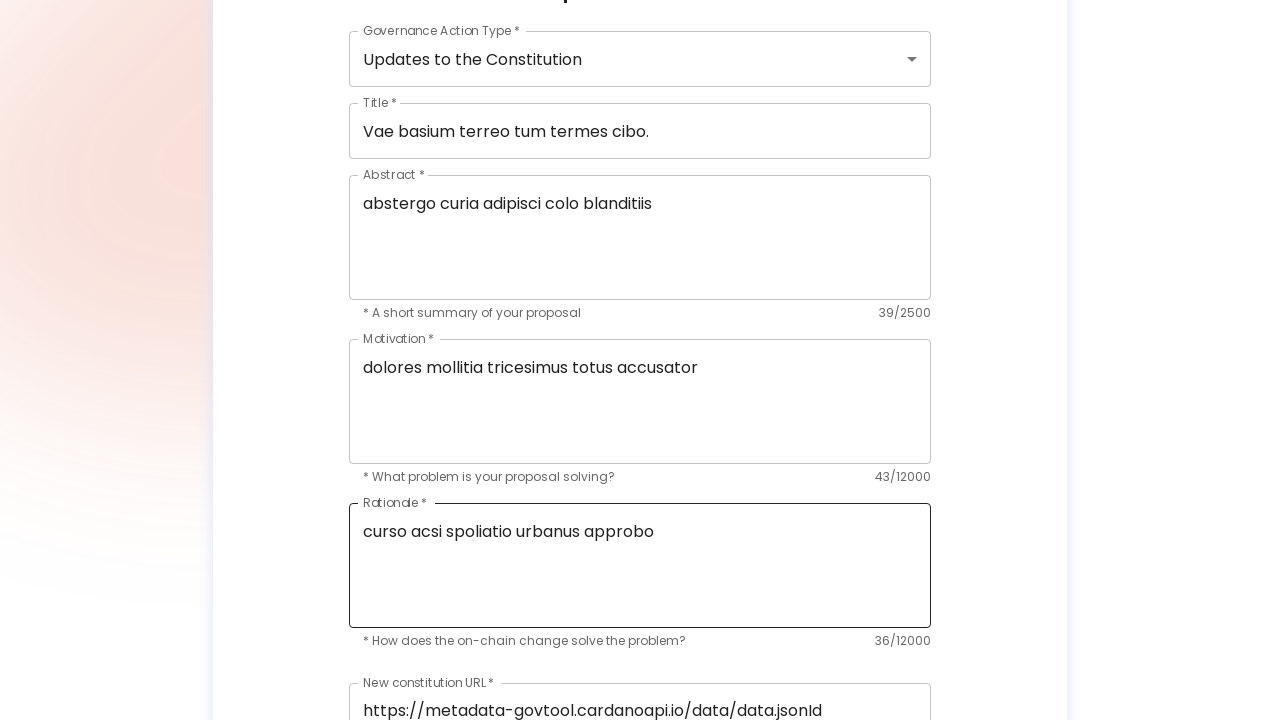 Governance Action Type *
Updates to the Constitution
Title *
Vae basium terreo tum termes cibo.
Abstract *
abstergo curia adipisci colo blanditiis
* A short summary of your proposal
39/2500
Motivation *
dolores mollitia tricesimus totus accusator
* What problem is your proposal solving?
43/12000
Rationale *
curso acsi spoliatio urbanus approbo
* How does the on-chain change solve the problem?
36/12000
New constitution URL *
https://metadata-govtool.cardanoapi.io/data/data.jsonld